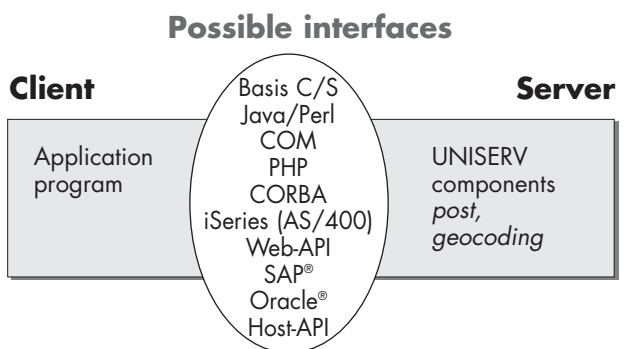 Possible interfaces
Client
Server
Application
program
Basis C/S
Java/Perl
COM
PHP
CORBA
iSeries (AS/400)
Web-API
SAP®
Oracle®
Host-API
UNISERV
components
post,
geocoding